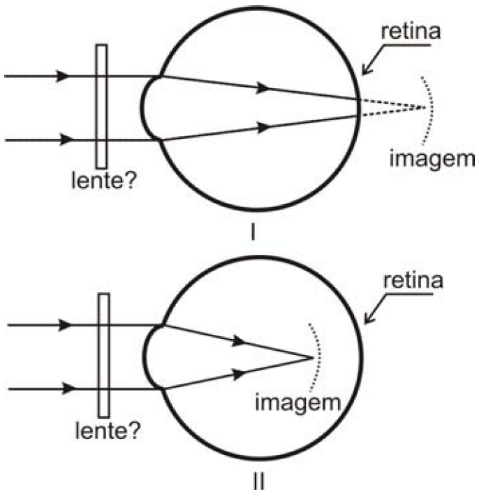 retina
imagem
lente?
I
retina
imagem
lente?
II